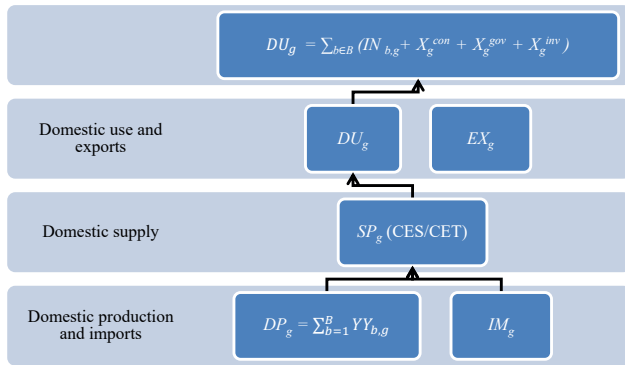 DU_g = ∑_{b∈B} (IN_{b,g} + X_g^{con} + X_g^{gov} + X_g^{inv})
Domestic use and
exports
DU_g
EX_g
Domestic supply
SP_g (CES/CET)
Domestic production
and imports
DP_g = ∑_{b=1}^{B} YY_{b,g}
IM_g